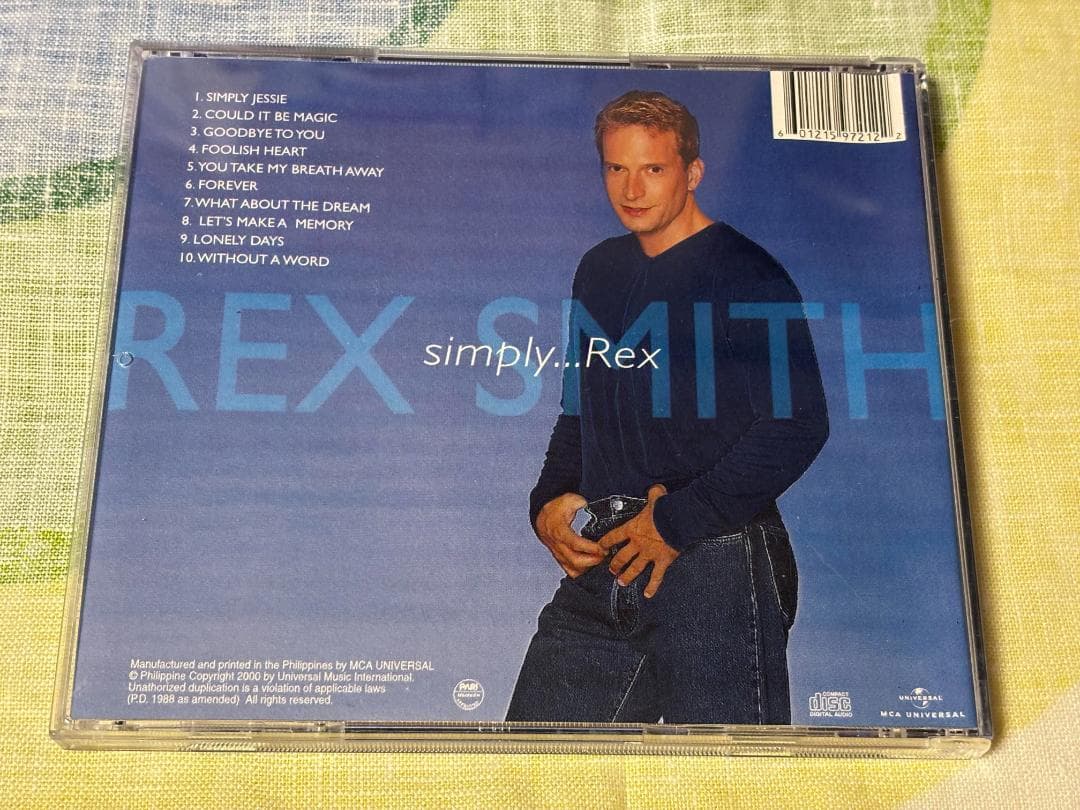 1. SIMPLY JESSIE
2. COULD IT BE MAGIC
3. GOODBYE TO YOU
4. FOOLISH HEART
5. YOU TAKE MY BREATH AWAY
6. FOREVER
7. WHAT ABOUT THE DREAM
8. LET'S MAKE A MEMORY
9. LONELY DAYS
10. WITHOUT A WORD
6 01215 97212 2
REX SMITH
simply...Rex
Manufactured and printed in the Philippines by MCA UNIVERSAL
© Philippine Copyright 2000 by Universal Music International.
Unathorized duplication is a violation of applicable laws
(P.D. 1988 as amended) All rights reserved.
PARI
COMPACT
disc
DIGITAL AUDIO
UNIVERSAL
MCA UNIVERSAL